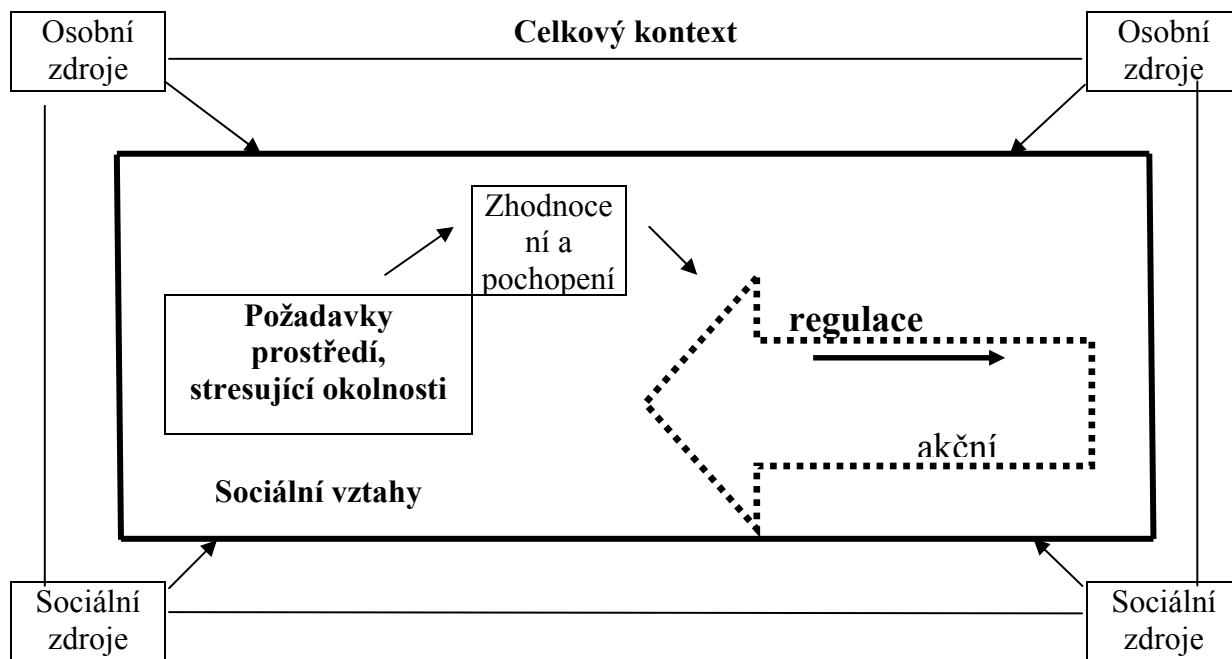 Osobní
zdroje
Celkový kontext
Osobní
zdroje
Zhodnoce
ní a
pochopení
Požadavky
prostředí,
stresující okolnosti
regulace
akční
Sociální vztahy
Sociální
zdroje
Sociální
zdroje